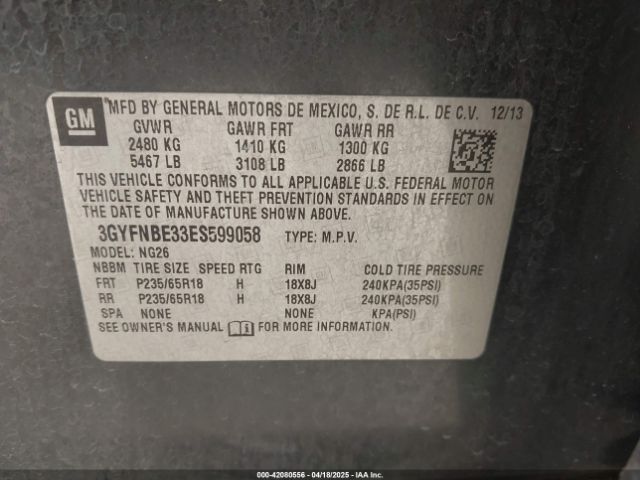 GM
MFD BY GENERAL MOTORS DE MEXICO, S. DE R.L. DE C.V. 12/13
GVWR GAWR FRT GAWR RR
2480 KG 1410 KG 1300 KG
5467 LB 3108 LB 2866 LB
THIS VEHICLE CONFORMS TO ALL APPLICABLE U.S. FEDERAL MOTOR
VEHICLE SAFETY AND THEFT PREVENTION STANDARDS IN EFFECT ON
THE DATE OF MANUFACTURE SHOWN ABOVE.
3GYFNBE33ES599058 TYPE: M.P.V.
MODEL: NG26
NBBM TIRE SIZE SPEED RTG RIM COLD TIRE PRESSURE
FRT P235/65R18 H 18X8J 240KPA(35PSI)
RR P235/65R18 H 18X8J 240KPA(35PSI)
SPA NONE NONE KPA(PSI)
SEE OWNER'S MANUAL FOR MORE INFORMATION.
000-42080556 - 04/18/2025 - IAA Inc.